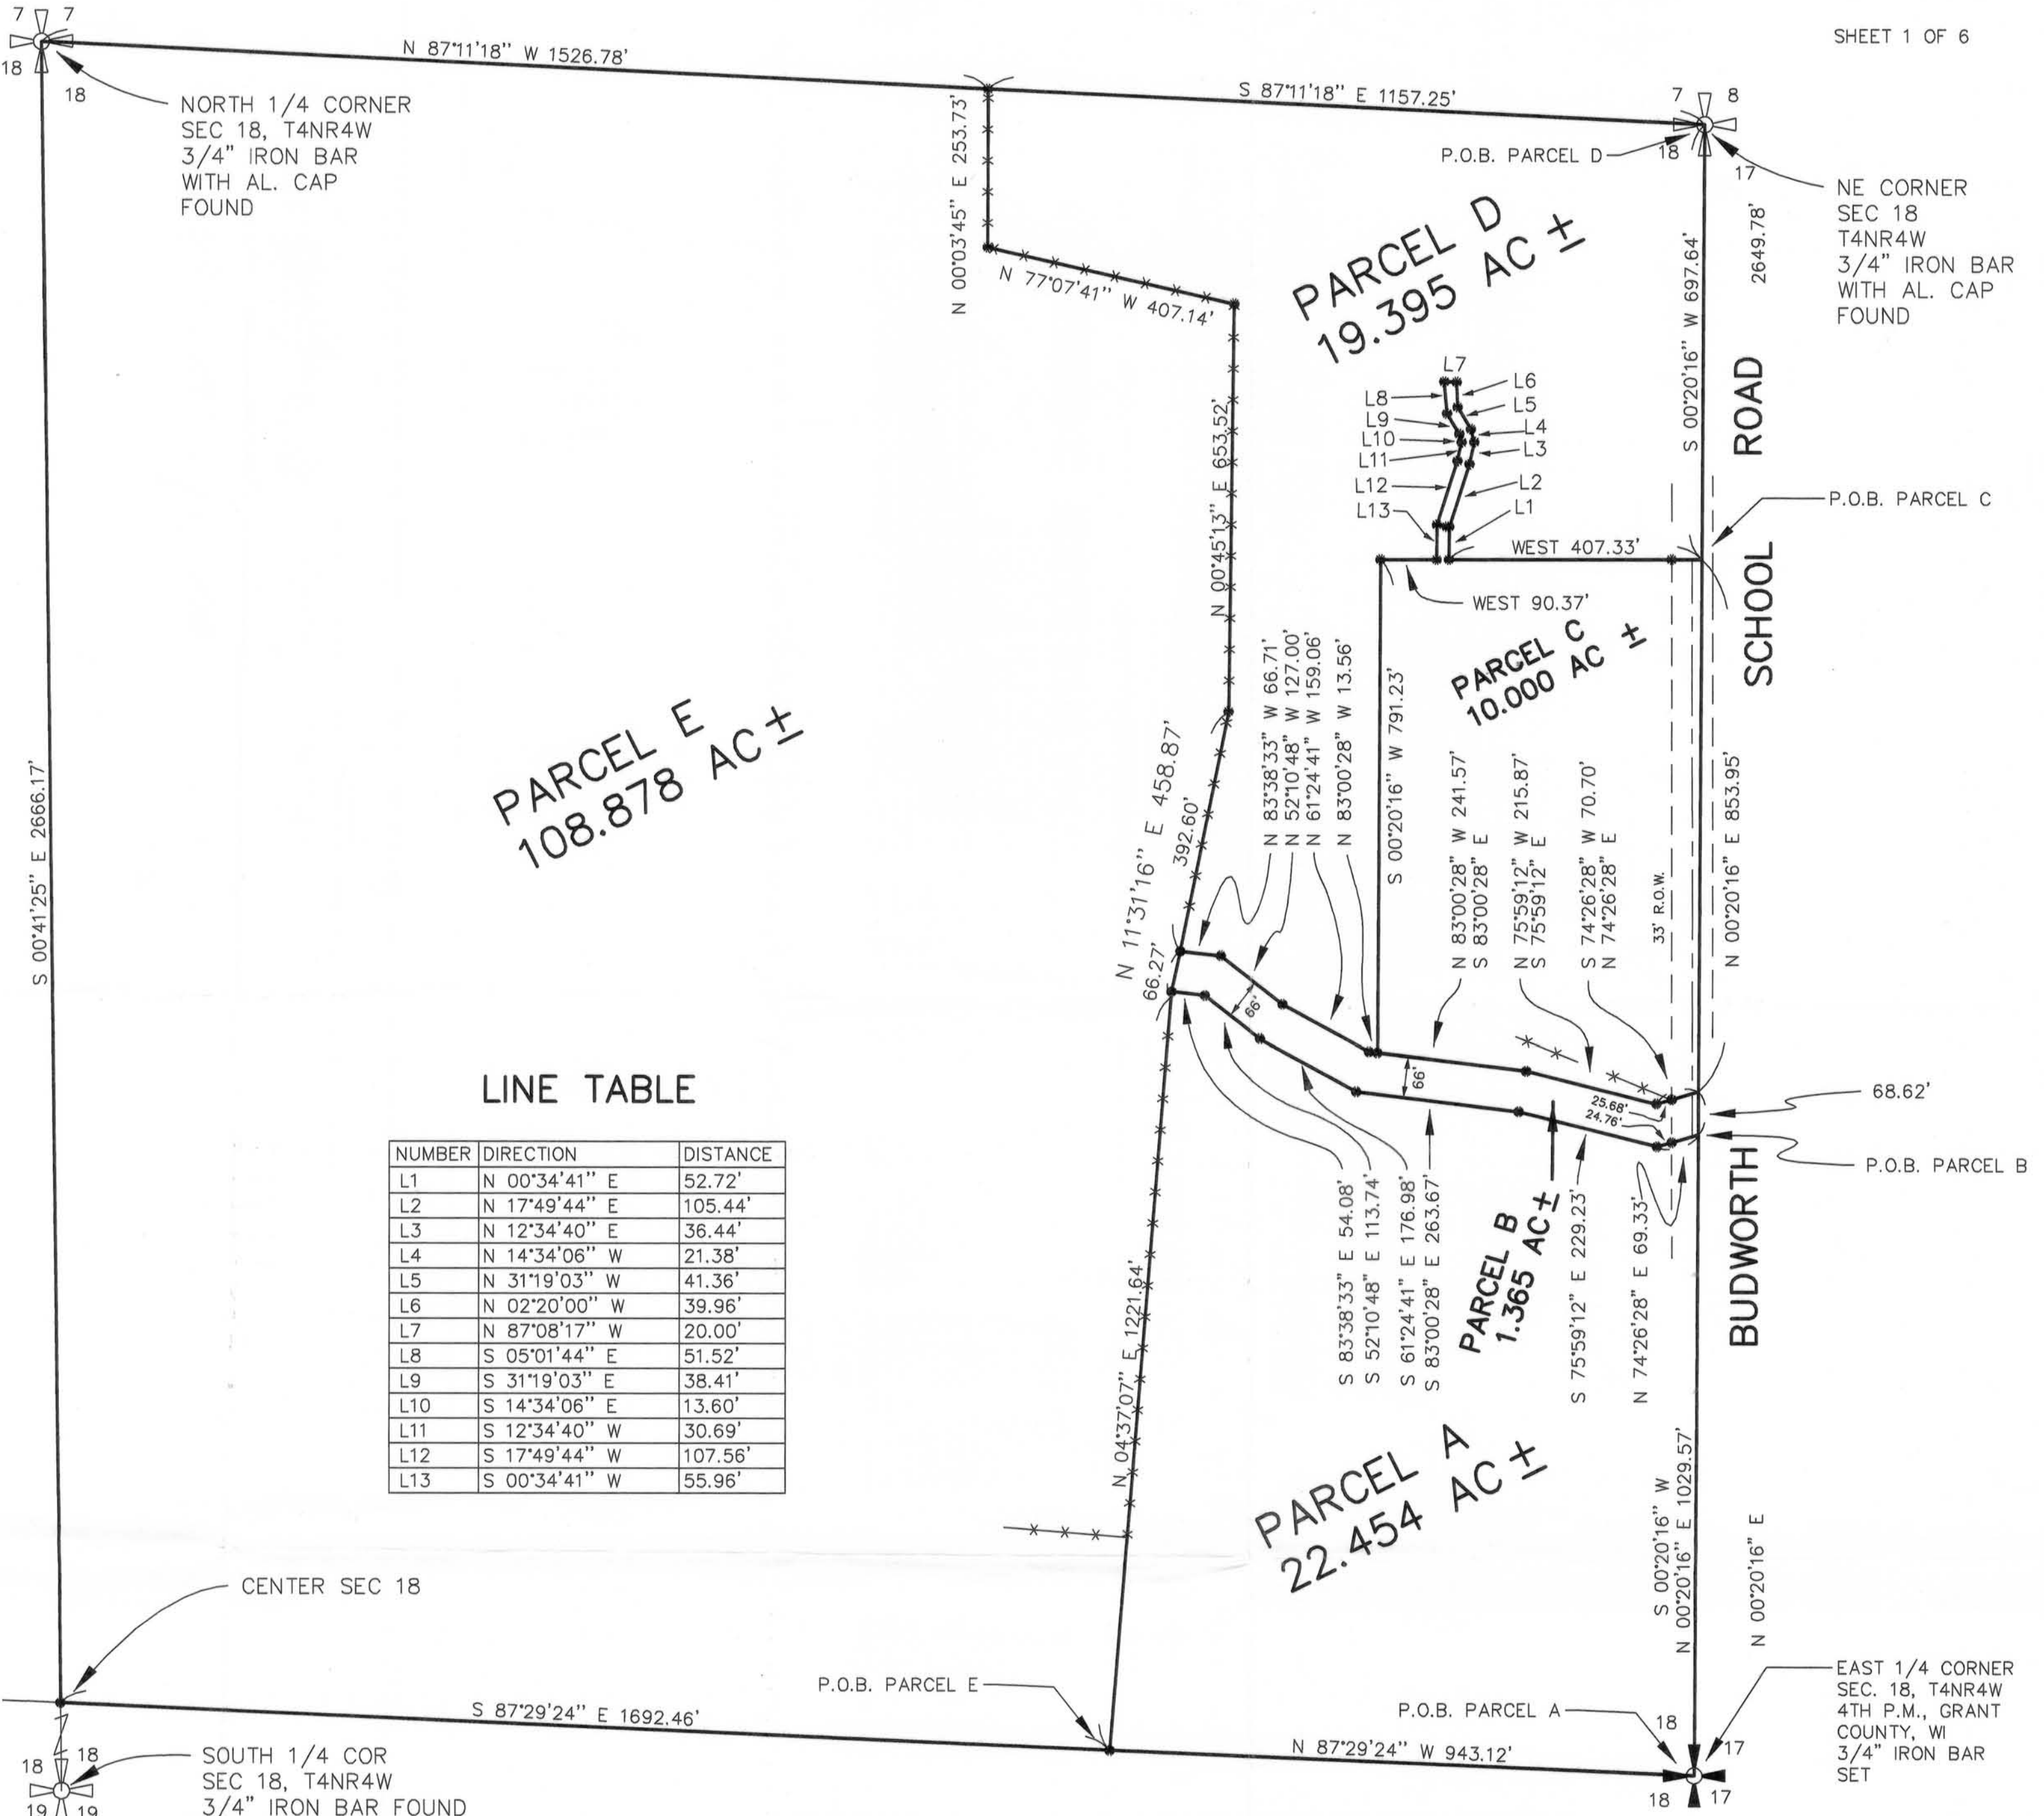 SHEET 1 OF 6
7 7
18
18
N 87°11'18" W 1526.78'
S 87°11'18" E 1157.25'
7 8
18
17
NORTH 1/4 CORNER
SEC 18, T4NR4W
3/4" IRON BAR
WITH AL. CAP
FOUND
P.O.B. PARCEL D
NE CORNER
SEC 18
T4NR4W
3/4" IRON BAR
WITH AL. CAP
FOUND
N 00°03'45" E 253.73'
N 77°07'41" W 407.14'
PARCEL D
19.395 AC ±
S 00°20'16" W 697.64'
2649.78'
L7
L8
L6
L9
L5
L10
L4
L11
L3
L12
L2
L13
L1
N 00°45'13" E 653.52'
ROAD
SCHOOL
BUDWORTH
P.O.B. PARCEL C
WEST 407.33'
WEST 90.37'
PARCEL C
10.000 AC ±
S 00°20'16" W 791.23'
PARCEL E
108.878 AC ±
S 00°41'25" E 2666.17'
N 11°31'16" E 458.87'
392.60'
66.27'
N 83°38'33" W 66.71'
N 52°10'48" W 127.00'
N 61°24'41" W 159.06'
N 83°00'28" W 13.56'
N 83°00'28" W 241.57'
S 83°00'28" E
N 75°59'12" W 215.87'
S 75°59'12" E
S 74°26'28" W 70.70'
N 74°26'28" E
33' R.O.W.
N 00°20'16" E 853.95'
66'
66'
25.68'
24.76'
68.62'
P.O.B. PARCEL B
S 83°38'33" E 54.08'
S 52°10'48" E 113.74'
S 61°24'41" E 176.98'
S 83°00'28" E 263.67'
PARCEL B
1.365 AC ±
S 75°59'12" E 229.23'
N 74°26'28" E 69.33'
LINE TABLE
NUMBER DIRECTION DISTANCE
L1 N 00°34'41" E 52.72'
L2 N 17°49'44" E 105.44'
L3 N 12°34'40" E 36.44'
L4 N 14°34'06" W 21.38'
L5 N 31°19'03" W 41.36'
L6 N 02°20'00" W 39.96'
L7 N 87°08'17" W 20.00'
L8 S 05°01'44" E 51.52'
L9 S 31°19'03" E 38.41'
L10 S 14°34'06" E 13.60'
L11 S 12°34'40" W 30.69'
L12 S 17°49'44" W 107.56'
L13 S 00°34'41" W 55.96'
N 04°37'07" E 1221.64'
PARCEL A
22.454 AC ±
S 00°20'16" W
N 00°20'16" E 1029.57'
N 00°20'16" E
CENTER SEC 18
P.O.B. PARCEL E
S 87°29'24" E 1692.46'
P.O.B. PARCEL A
N 87°29'24" W 943.12'
EAST 1/4 CORNER
SEC. 18, T4NR4W
4TH P.M., GRANT
COUNTY, WI
3/4" IRON BAR
SET
18
17
18 17
18 18
19 19
SOUTH 1/4 COR
SEC 18, T4NR4W
3/4" IRON BAR FOUND